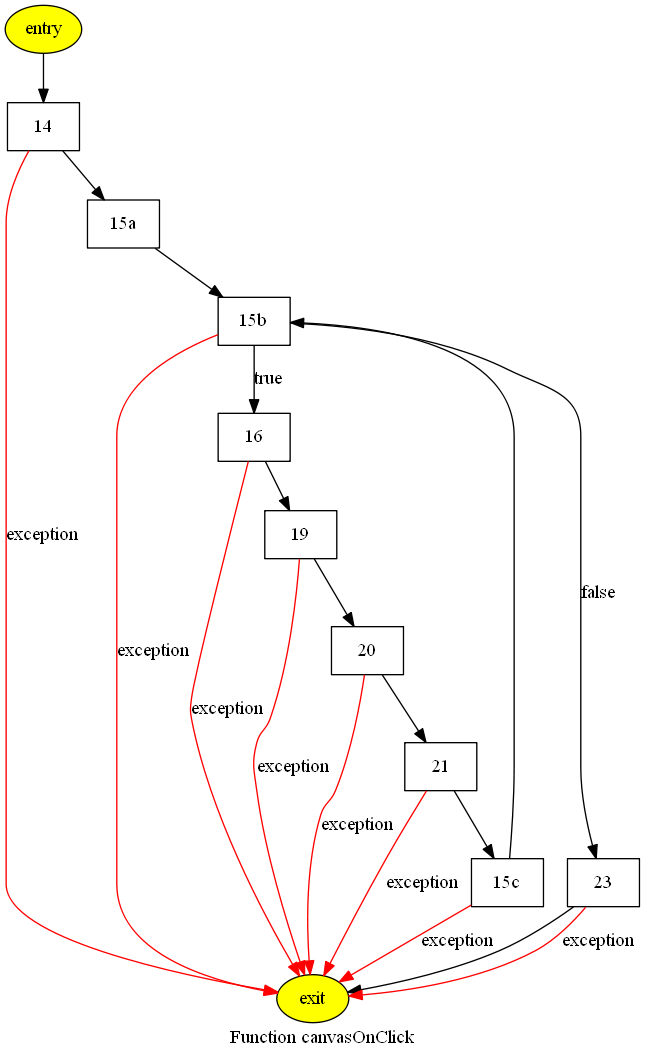 entry
14
15a
15b
true
16
19
exception
false
20
exception
exception
exception
21
exception
15c
23
exception
exception
exception
exit
Function canvasOnClick